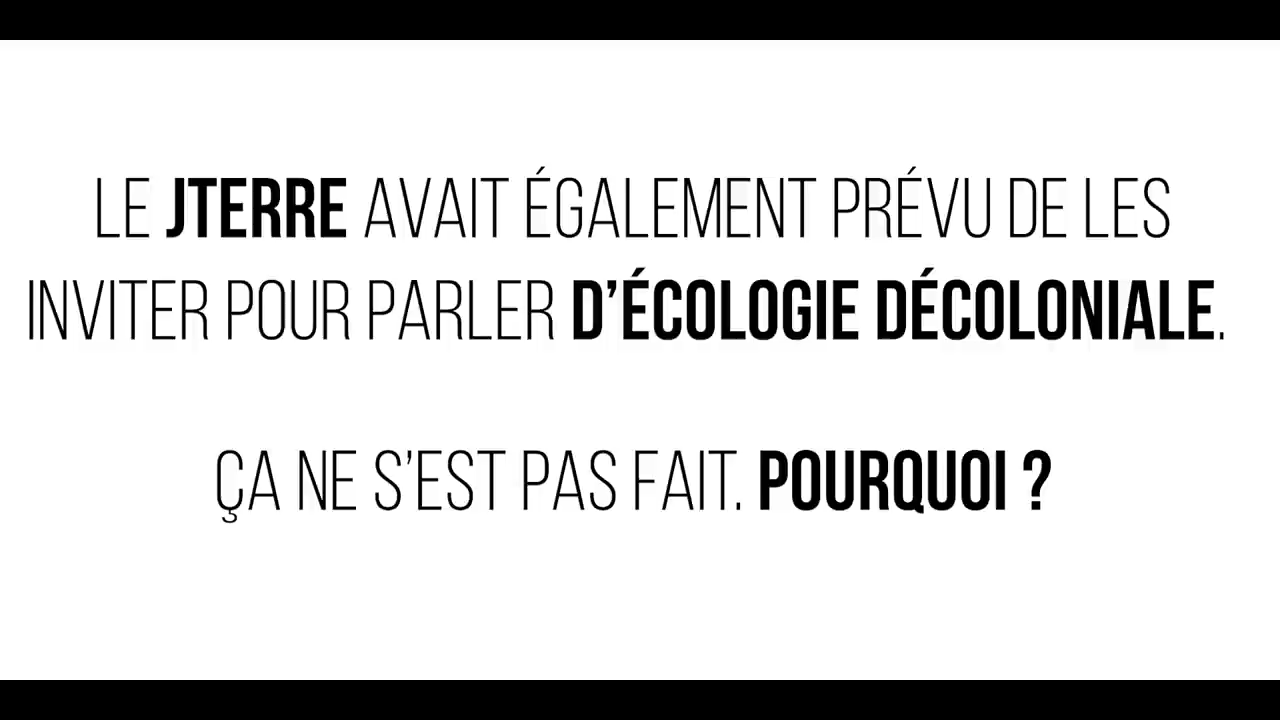 LE JTERRE AVAIT ÉGALEMENT PRÉVU DE LES
INVITER POUR PARLER D’ÉCOLOGIE DÉCOLONIALE.
ÇA NE S’EST PAS FAIT. POURQUOI ?